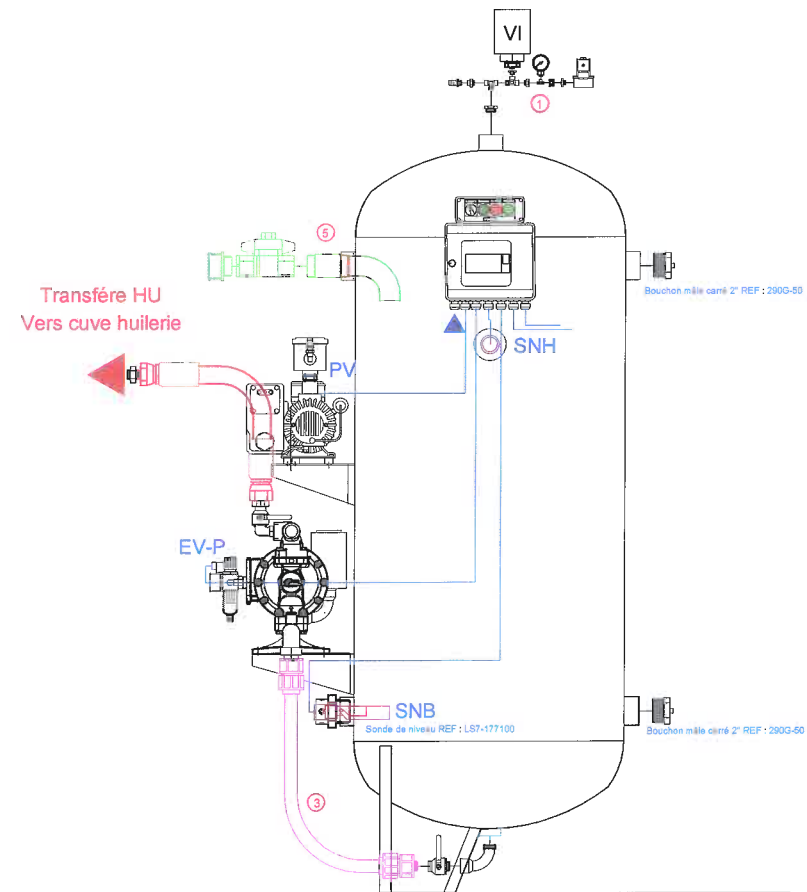 VI
1
5
Bouchon mâle carré 2" REF : 290G-50
Transfére HU
Vers cuve huilerie
SNH
PV
EV-P
SNB
Sonde de niveau REF : LS7-177100
Bouchon mâle carré 2" REF : 290G-50
3